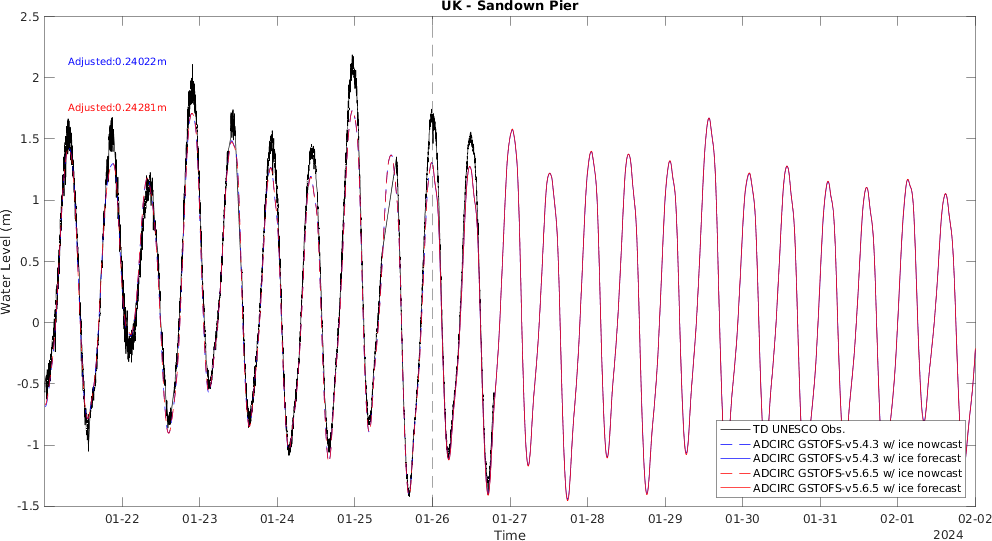 UK - Sandown Pier
2.5
2
1.5
1
0.5
0
-0.5
-1
-1.5
Water Level (m)
Adjusted:0.24022m
Adjusted:0.24281m
TD UNESCO Obs.
ADCIRC GSTOFS-v5.4.3 w/ ice nowcast
ADCIRC GSTOFS-v5.4.3 w/ ice forecast
ADCIRC GSTOFS-v5.6.5 w/ ice nowcast
ADCIRC GSTOFS-v5.6.5 w/ ice forecast
01-22 01-23 01-24 01-25 01-26 01-27 01-28 01-29 01-30 01-31 02-01 02-02
Time
2024